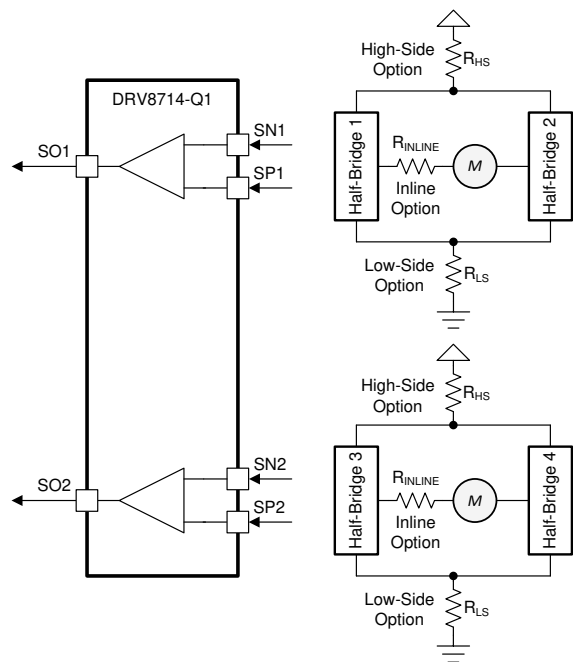 DRV8714-Q1
SO1
SN1
SP1
SO2
SN2
SP2
High-Side
Option
RHS
Half-Bridge 1
RINLINE
M
Half-Bridge 2
Inline
Option
Low-Side
Option
RLS
High-Side
Option
RHS
Half-Bridge 3
RINLINE
M
Half-Bridge 4
Inline
Option
Low-Side
Option
RLS